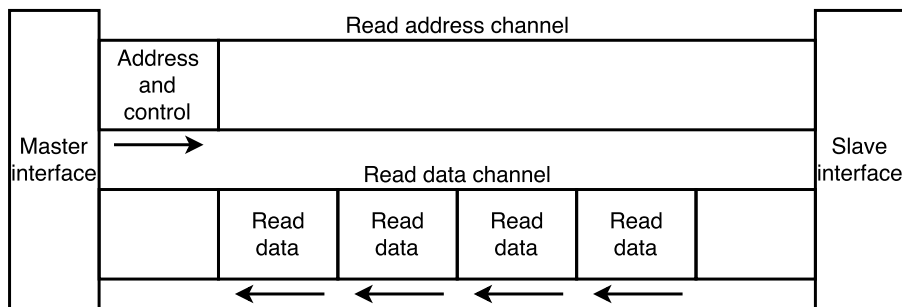 Read address channel
Address
and
control
Master
interface
Slave
interface
Read data channel
Read
data
Read
data
Read
data
Read
data